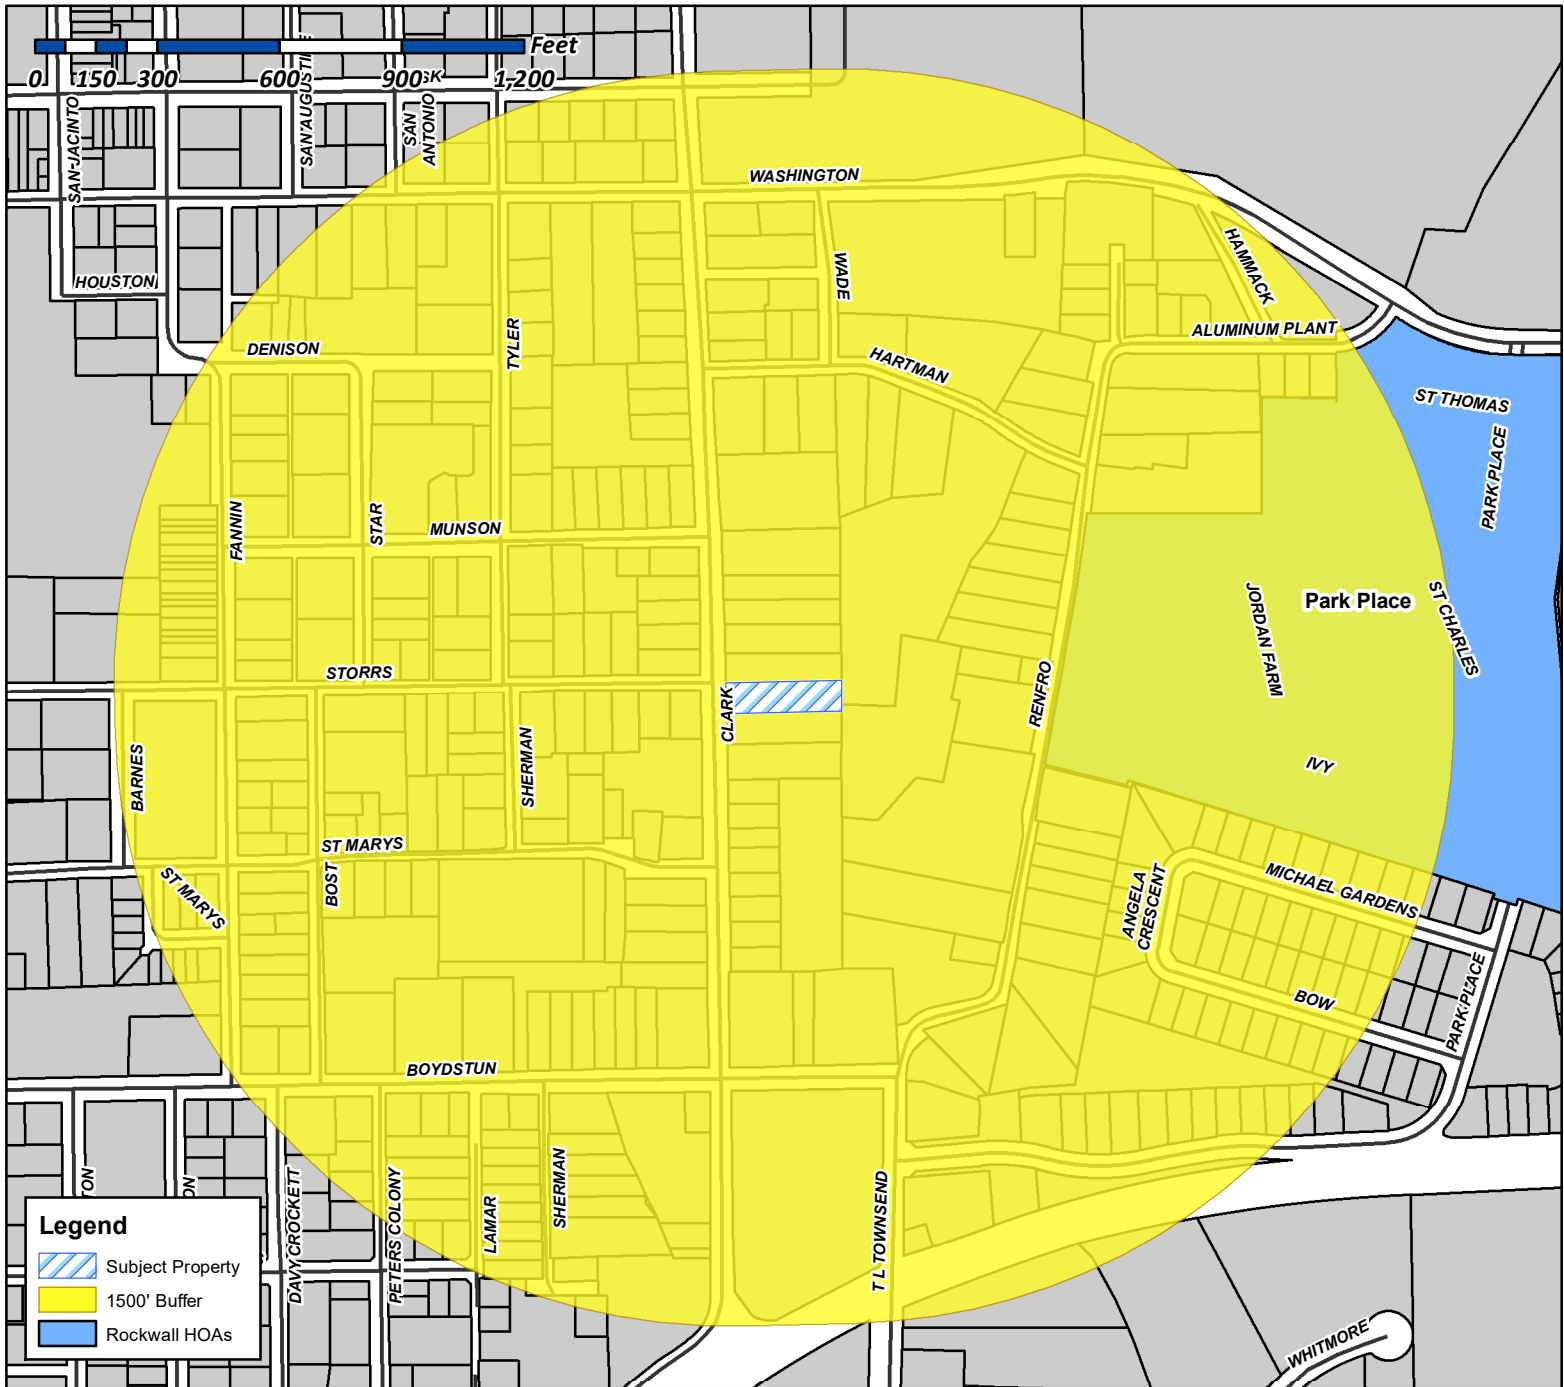 Feet
0 150 300 600 900 1,200
SAN JACINTO
SAN AUGUSTINE
SAN
ANTONIO
WASHINGTON
HOUSTON
WADE
HAMMACK
DENISON
TYLER
HARTMAN
ALUMINUM PLANT
ST THOMAS
PARK PLACE
FANNIN
STAR
MUNSON
JORDAN FARM
Park Place
ST CHARLES
STORRS
CLARK
RENFRO
BARNES
SHERMAN
IVY
ST MARYS
ST MARYS
BOST
ANGELA
CRESCENT
MICHAEL GARDENS
BOW
PARK PLACE
BOYDSTUN
DAVY CROCKETT
PETERS COLONY
LAMAR
SHERMAN
T L TOWNSEND
WHITMORE
Legend
Subject Property
1500' Buffer
Rockwall HOAs